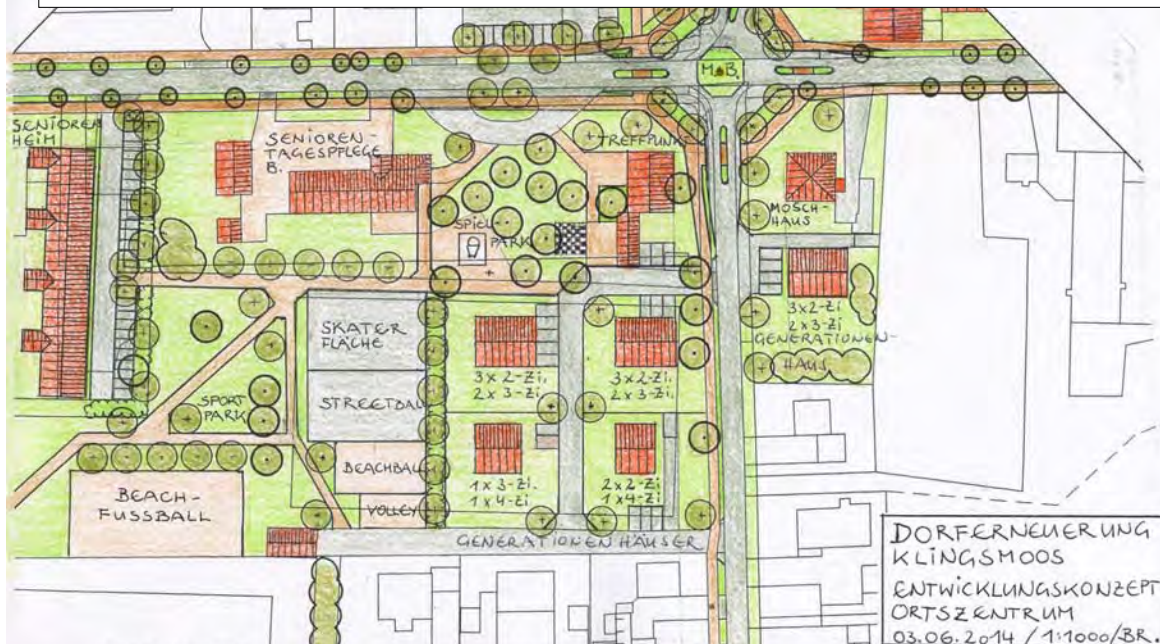 M.B.
SENIOREN
HEIM
SENIOREN-
TAGESPFLEGE
B.
TREFFPUNKT
SPIEL
PARK
MOSCH-
HAUS
3x2-Zi
2x3-Zi
GENERATIONEN-
HAUS
SKATER
FLÄCHE
STREETBALL
BEACHBALL
VOLLEY
SPORT
PARK
BEACH-
FUSSBALL
3x2-Zi.
2x3-Zi.
3x2-Zi.
2x3-Zi.
1x3-Zi.
1x4-Zi
2x2-Zi
1x4-Zi
GENERATIONEN HÄUSER
DORFERNEUERUNG
KLINGSMOOS
ENTWICKLUNGSKONZEPT
ORTSZENTRUM
03.06.2014 / 1:1000/BR.